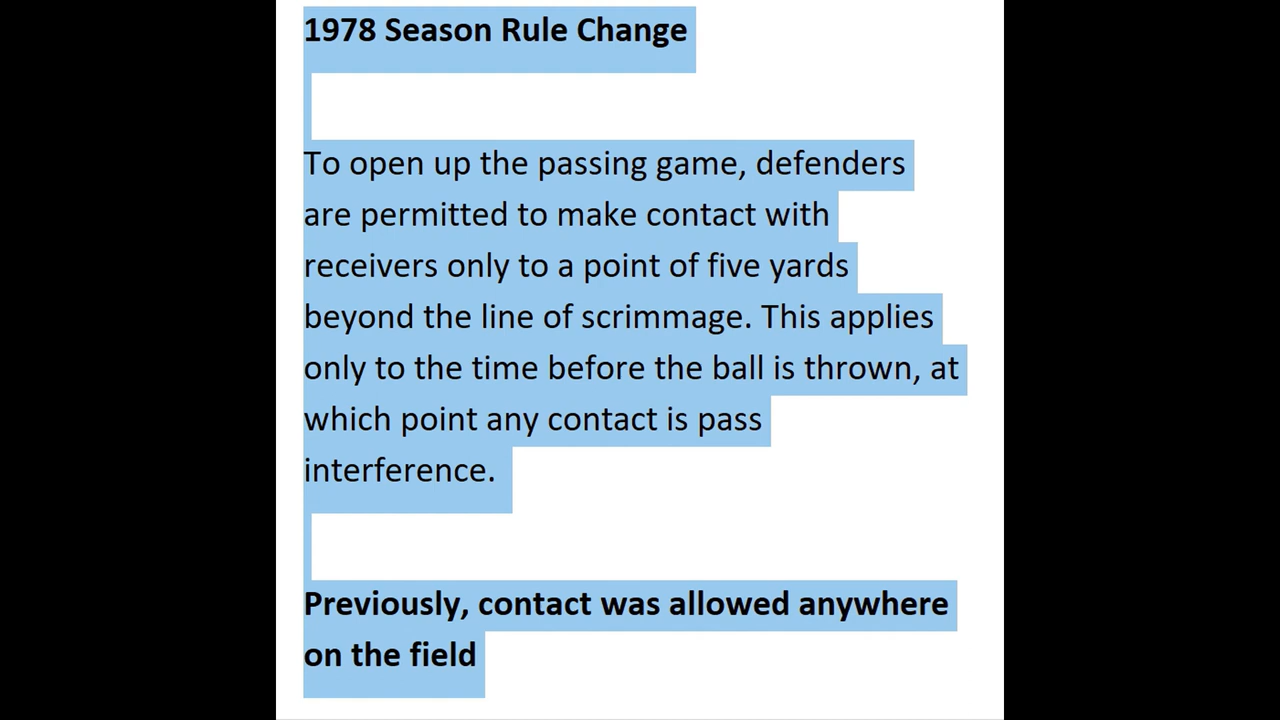 1978 Season Rule Change
To open up the passing game, defenders
are permitted to make contact with
receivers only to a point of five yards
beyond the line of scrimmage. This applies
only to the time before the ball is thrown, at
which point any contact is pass
interference.
Previously, contact was allowed anywhere
on the field